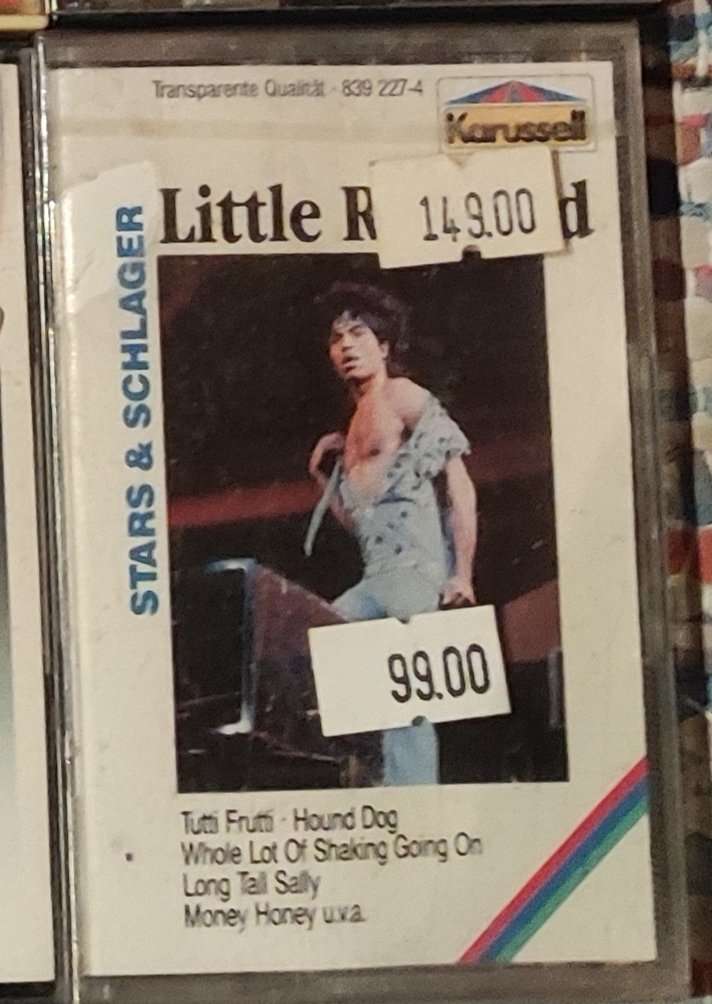 Transparente Qualität · 839 227-4
Karussell
Little R d
149.00
STARS & SCHLAGER
99.00
Tutti Frutti · Hound Dog
Whole Lot Of Shaking Going On
Long Tall Sally
Money Honey u.v.a.